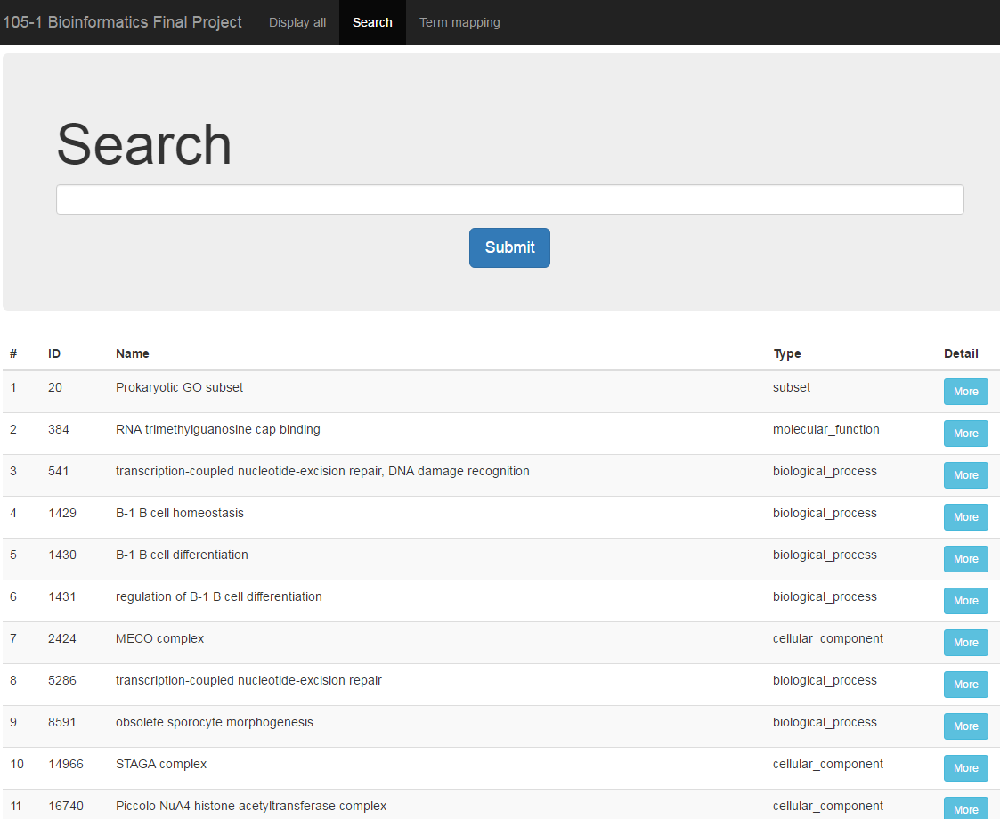 105-1 Bioinformatics Final Project Display all Search Term mapping
Search
Submit
# ID Name Type Detail
1 20 Prokaryotic GO subset subset More
2 384 RNA trimethylguanosine cap binding molecular_function More
3 541 transcription-coupled nucleotide-excision repair, DNA damage recognition biological_process More
4 1429 B-1 B cell homeostasis biological_process More
5 1430 B-1 B cell differentiation biological_process More
6 1431 regulation of B-1 B cell differentiation biological_process More
7 2424 MECO complex cellular_component More
8 5286 transcription-coupled nucleotide-excision repair biological_process More
9 8591 obsolete sporocyte morphogenesis biological_process More
10 14966 STAGA complex cellular_component More
11 16740 Piccolo NuA4 histone acetyltransferase complex cellular_component More